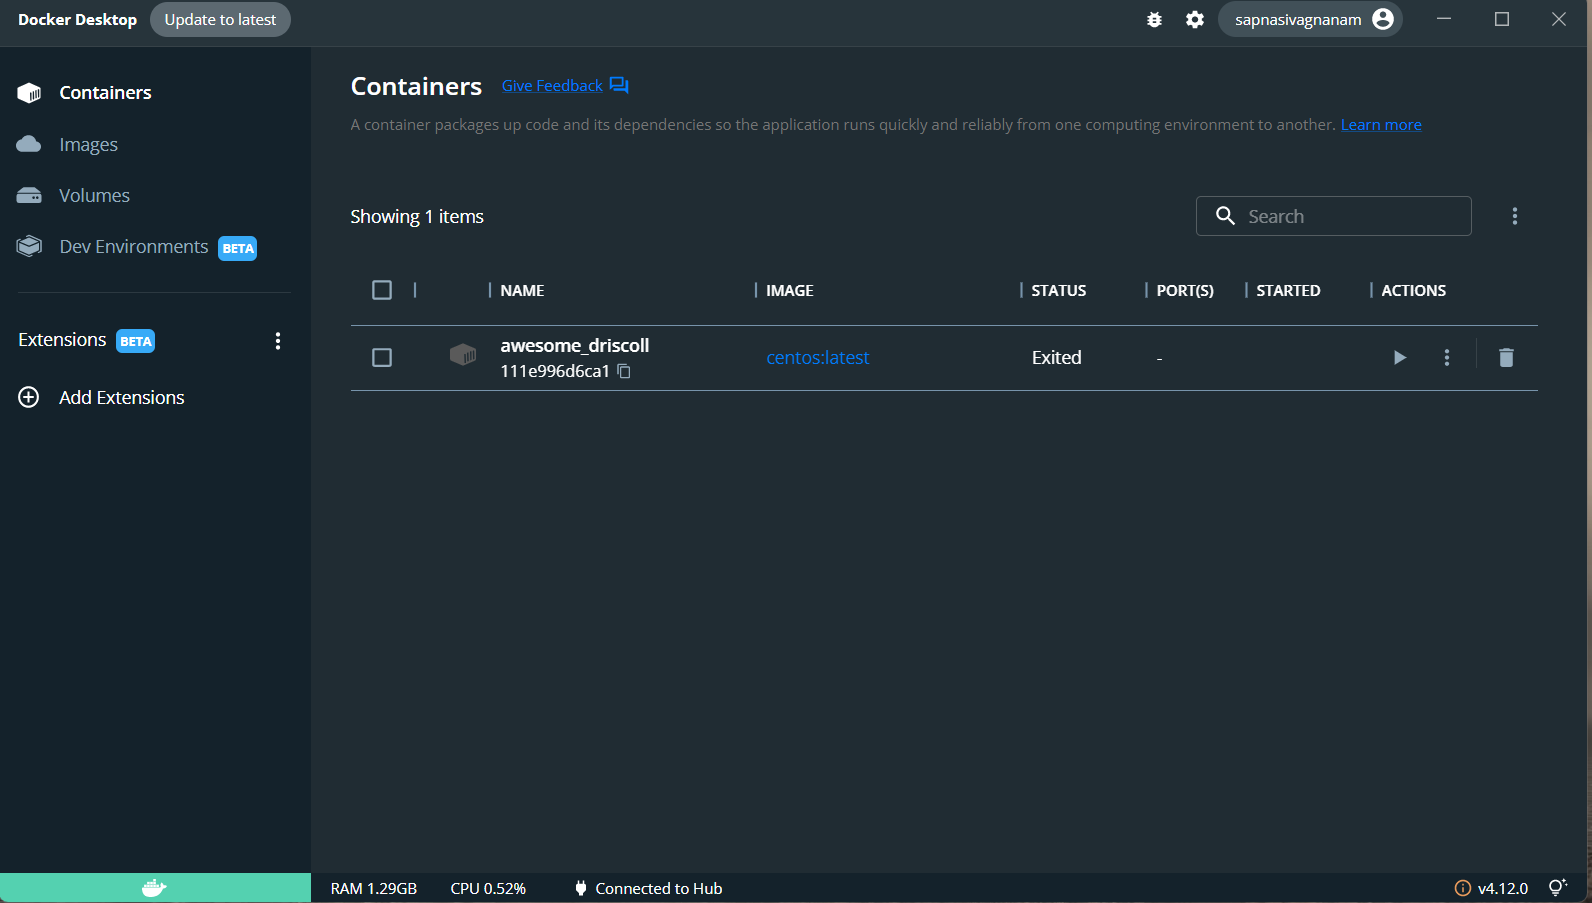 Docker Desktop Update to latest sapnasivagnanam
Containers
Images
Volumes
Dev Environments BETA
Extensions BETA
Add Extensions
Containers Give Feedback
A container packages up code and its dependencies so the application runs quickly and reliably from one computing environment to another. Learn more
Showing 1 items Search
NAME IMAGE STATUS PORT(S) STARTED ACTIONS
awesome_driscoll
111e996d6ca1
centos:latest Exited -
RAM 1.29GB CPU 0.52% Connected to Hub v4.12.0